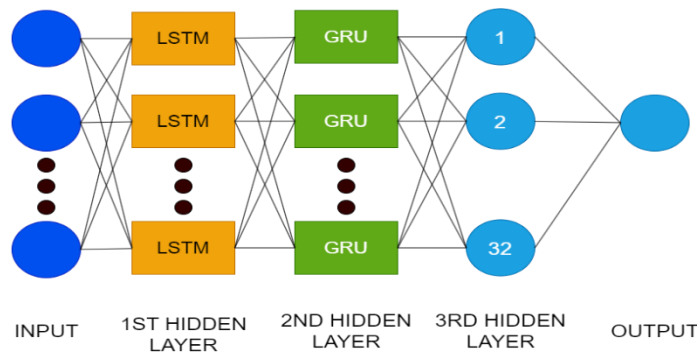 LSTM
GRU
1
LSTM
GRU
2
LSTM
GRU
32
INPUT
1ST HIDDEN
LAYER
2ND HIDDEN
LAYER
3RD HIDDEN
LAYER
OUTPUT